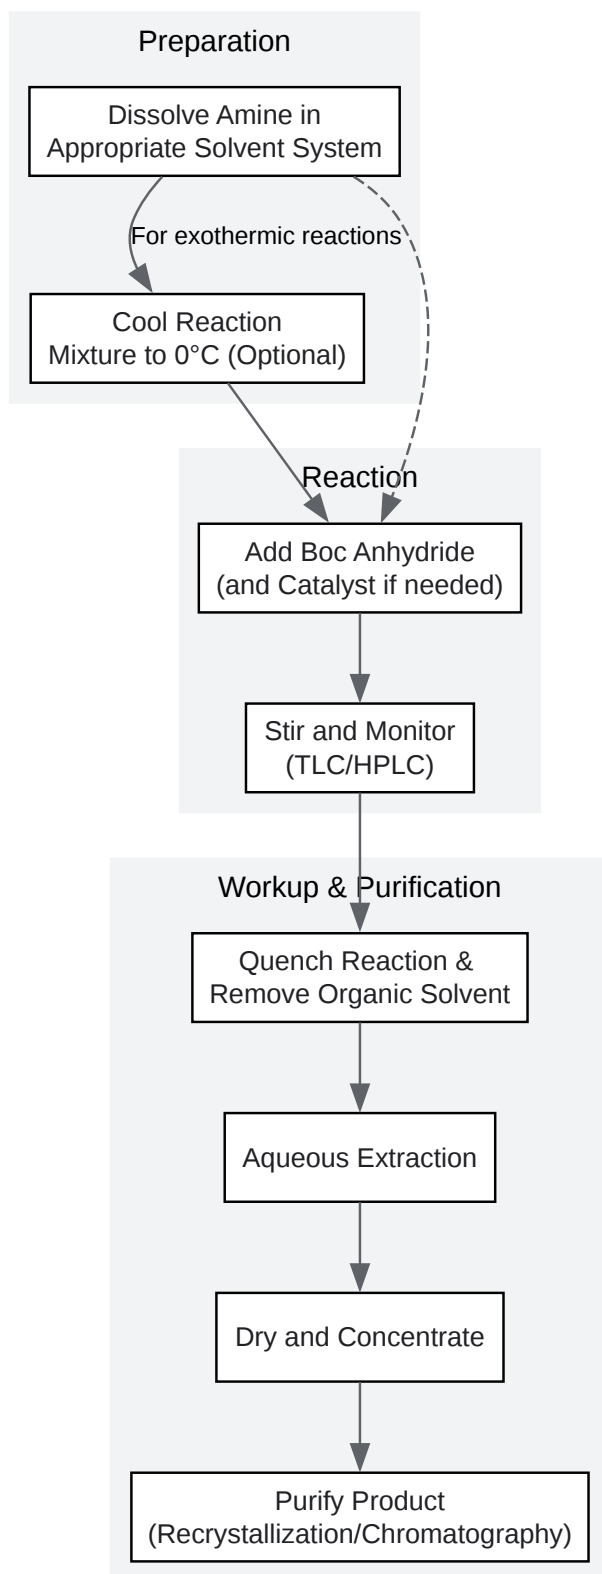 Preparation
Dissolve Amine in
Appropriate Solvent System
For exothermic reactions
Cool Reaction
Mixture to 0°C (Optional)
Reaction
Add Boc Anhydride
(and Catalyst if needed)
Stir and Monitor
(TLC/HPLC)
Workup & Purification
Quench Reaction &
Remove Organic Solvent
Aqueous Extraction
Dry and Concentrate
Purify Product
(Recrystallization/Chromatography)